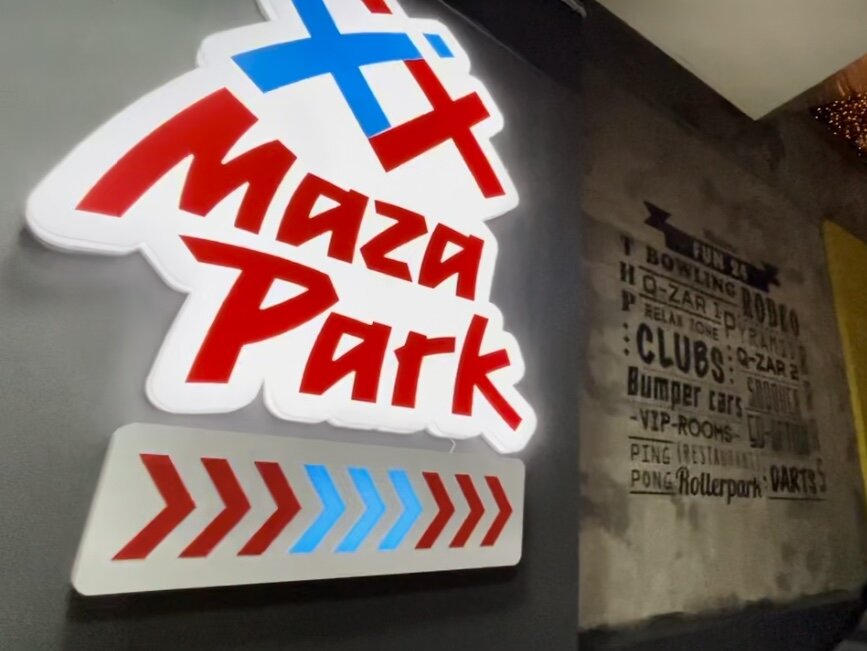 Maza
Park
FUN 24
T BOWLING RODEO
H Q-ZAR 1
P RELAX ZONE PYRAMID
CLUBS: Q-ZAR 2
Bumper cars SNOOKER
-VIP-ROOMS-
PING (RESTAURANT)
PONG Rollerpark: DARTS